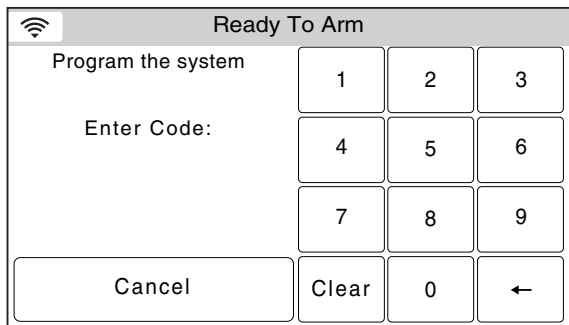 Ready To Arm
Program the system
Enter Code:
1 2 3
4 5 6
7 8 9
Cancel Clear 0 ←